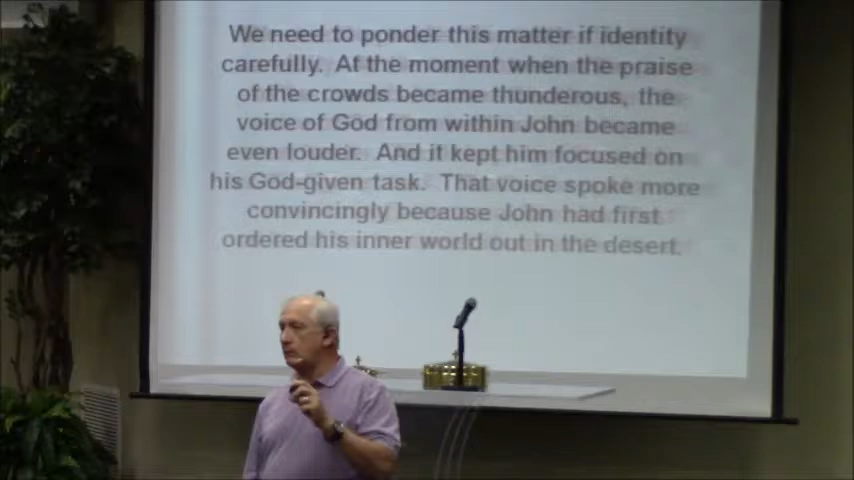 We need to ponder this matter if identity
carefully. At the moment when the praise
of the crowds became thunderous, the
voice of God from within John became
even louder. And it kept him focused on
his God-given task. That voice spoke more
convincingly because John had first
ordered his inner world out in the desert.